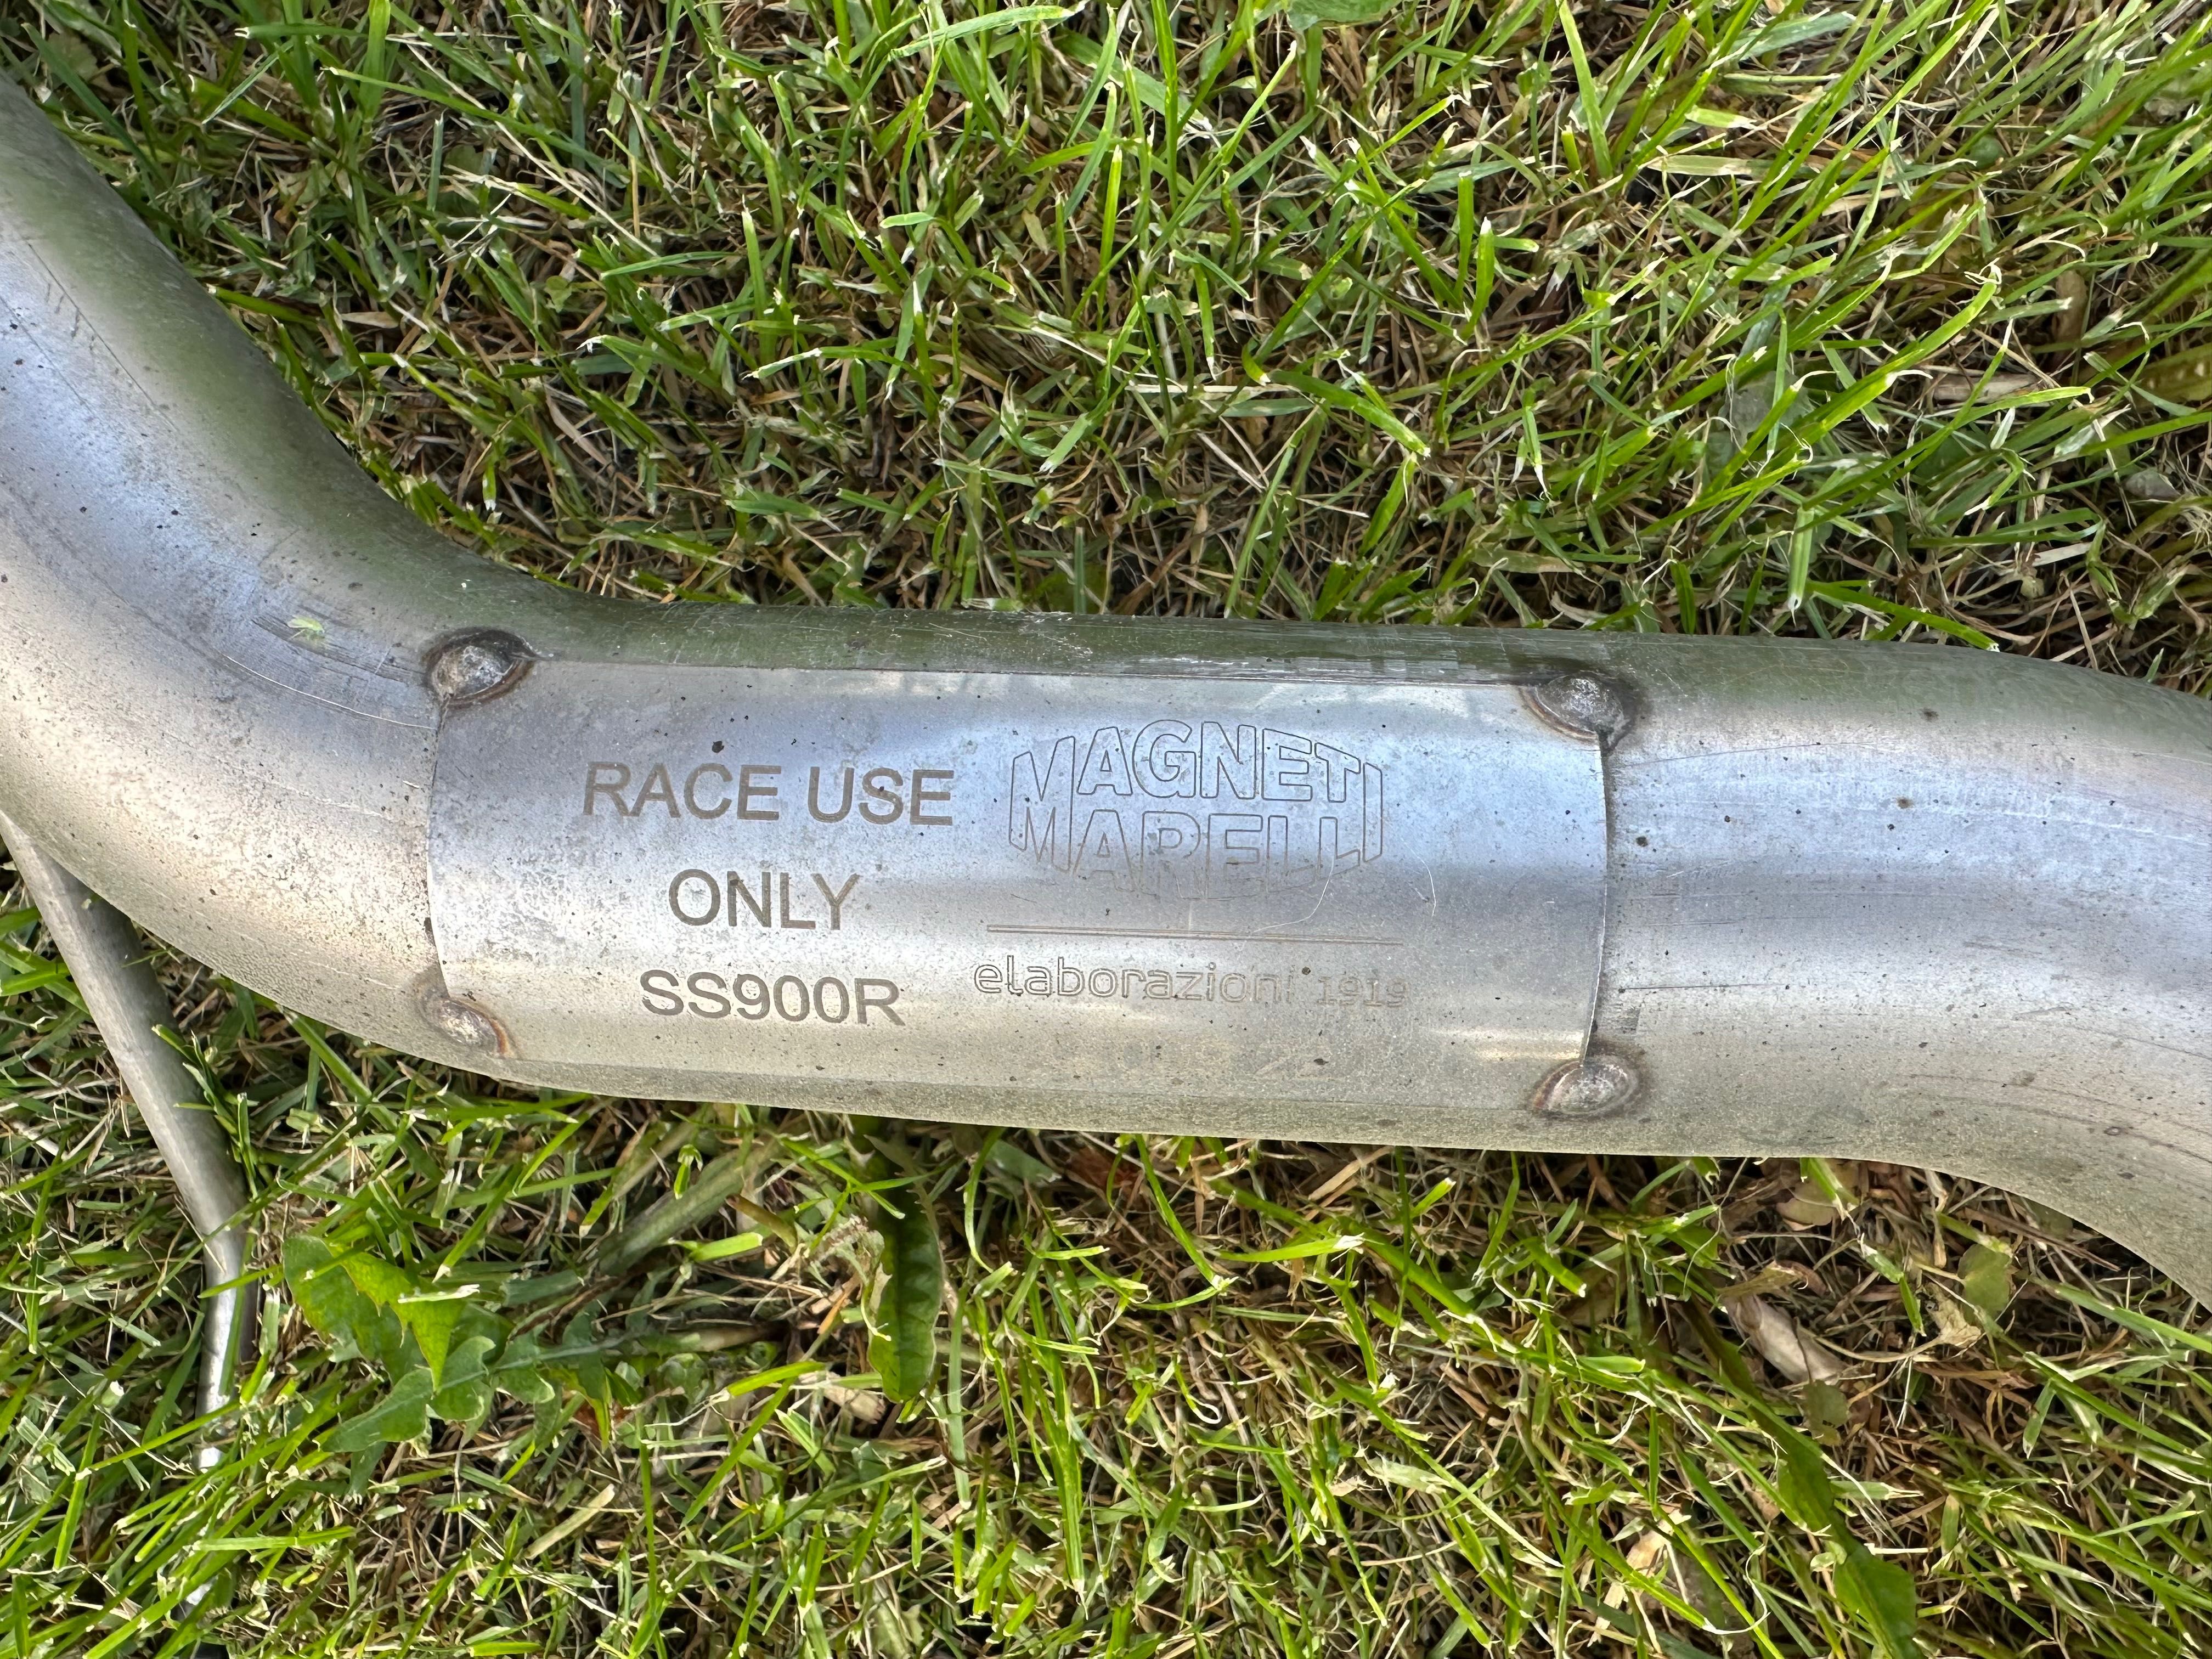 RACE USE
ONLY
SS900R
MAGNETI
MARELLI
elaborazioni 1919